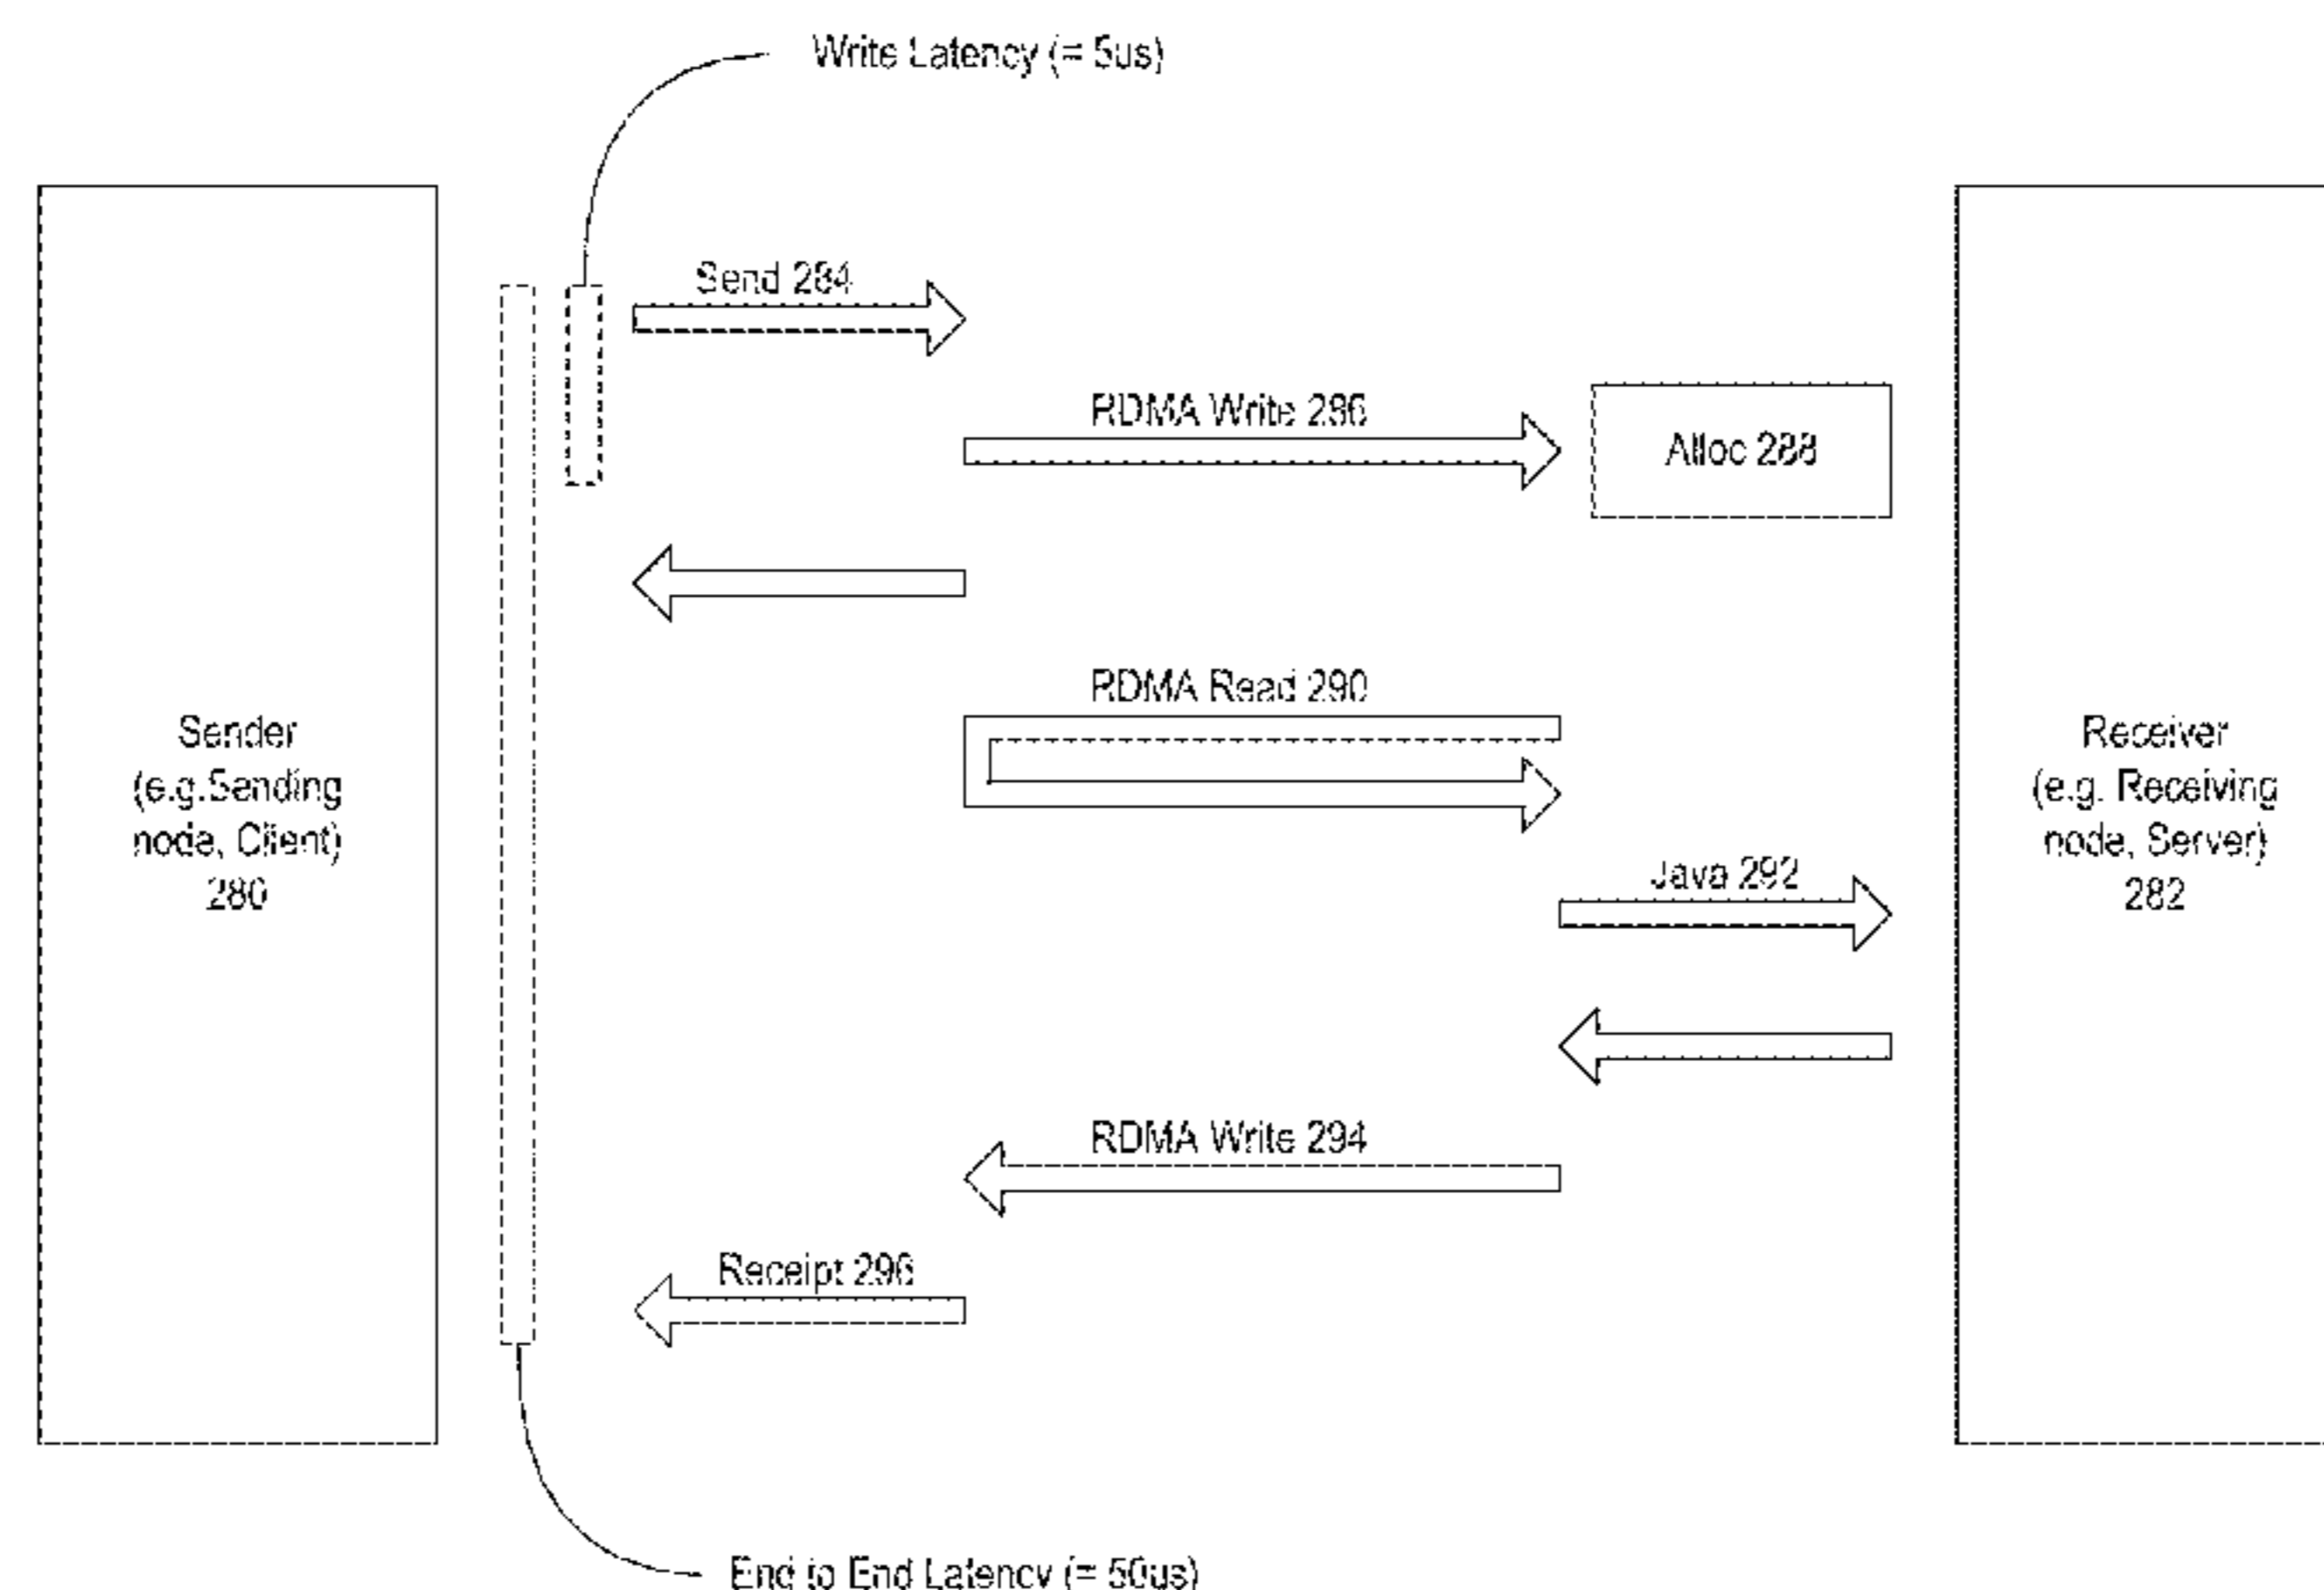 Write Latency (= 5us)
Send 284
RDMA Write 286
Alloc 288
RDMA Read 290
Sender
(e.g.Sending
node, Client)
280
Receiver
(e.g. Receiving
node, Server)
282
Java 292
RDMA Write 294
Receipt 296
End to End Latency (= 50us)